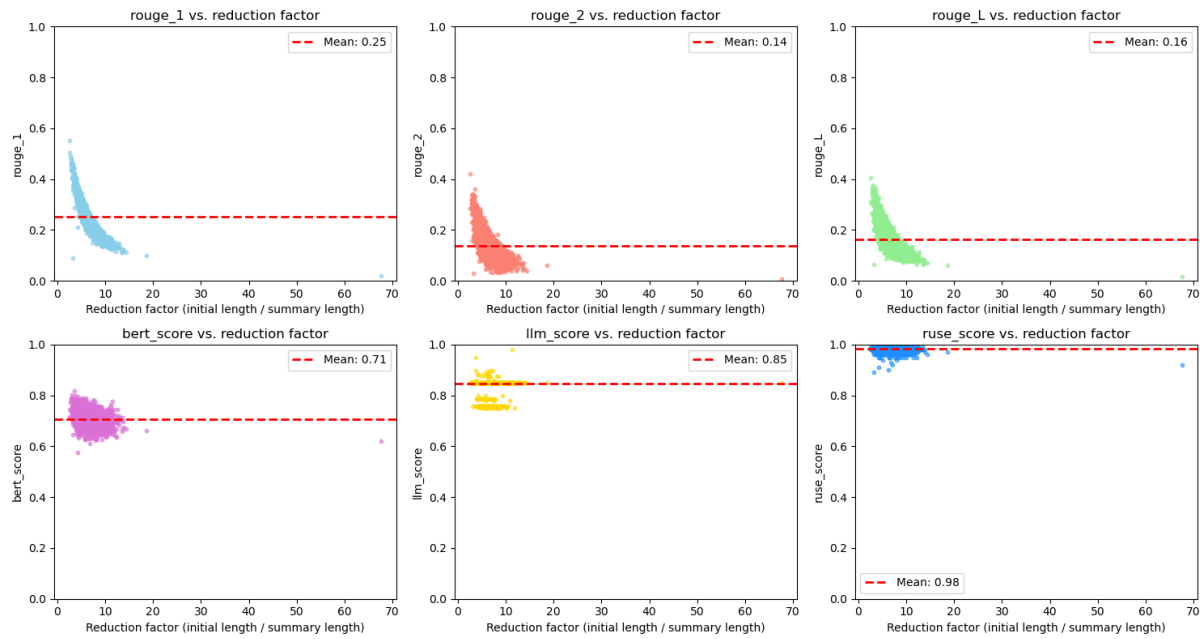 rouge_1 vs. reduction factor
Mean: 0.25
1.0
0.8
0.6
0.4
0.2
0.0
rouge_1
0 10 20 30 40 50 60 70
Reduction factor (initial length / summary length)
rouge_2 vs. reduction factor
Mean: 0.14
1.0
0.8
0.6
0.4
0.2
0.0
rouge_2
0 10 20 30 40 50 60 70
Reduction factor (initial length / summary length)
rouge_L vs. reduction factor
Mean: 0.16
1.0
0.8
0.6
0.4
0.2
0.0
rouge_L
0 10 20 30 40 50 60 70
Reduction factor (initial length / summary length)
bert_score vs. reduction factor
Mean: 0.71
1.0
0.8
0.6
0.4
0.2
0.0
bert_score
0 10 20 30 40 50 60 70
Reduction factor (initial length / summary length)
llm_score vs. reduction factor
Mean: 0.85
1.0
0.8
0.6
0.4
0.2
0.0
llm_score
0 10 20 30 40 50 60 70
Reduction factor (initial length / summary length)
ruse_score vs. reduction factor
1.0
0.8
0.6
0.4
0.2
0.0
ruse_score
Mean: 0.98
0 10 20 30 40 50 60 70
Reduction factor (initial length / summary length)